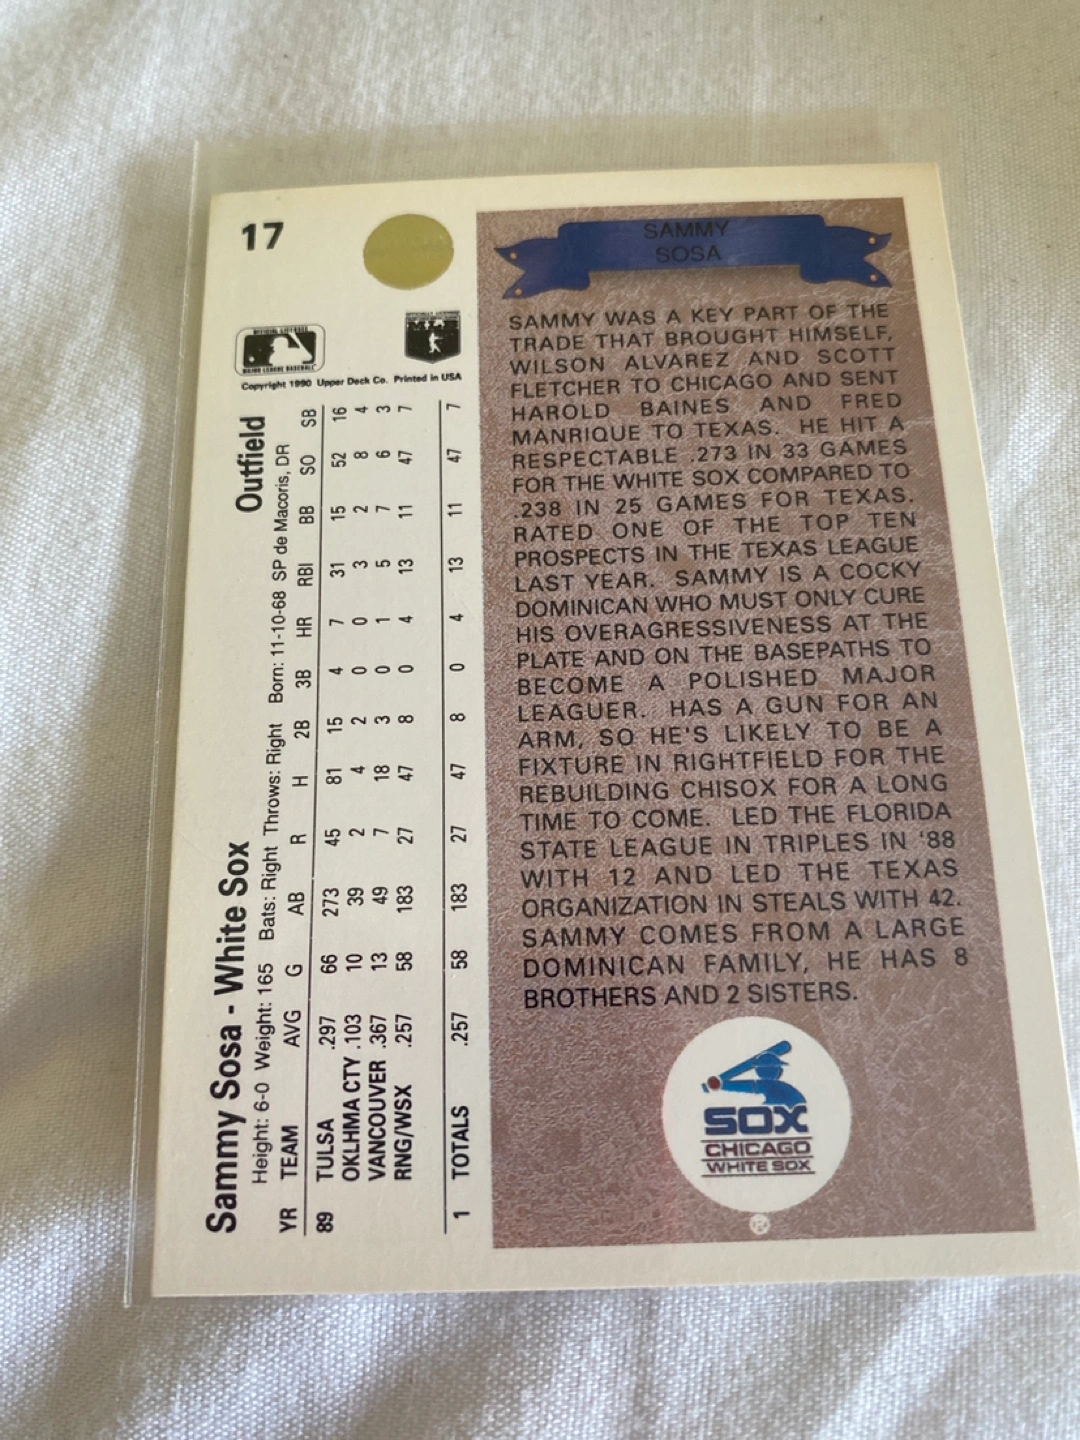 17
OFFICIAL LICENSEE
MAJOR LEAGUE BASEBALL
Copyright 1990 Upper Deck Co. Printed in USA
Sammy Sosa - White Sox Outfield
Height: 6-0 Weight: 165 Bats: Right Throws: Right Born: 11-10-68 SP de Macoris, DR
YR TEAM AVG G AB R H 2B 3B HR RBI BB SO SB
89 TULSA .297 66 273 45 81 15 4 7 31 15 52 16
OKLHMA CTY .103 10 39 2 4 2 0 0 3 2 8 4
VANCOUVER .367 13 49 7 18 3 0 1 5 7 6 3
RNG/WSX .257 58 183 27 47 8 0 4 13 11 47 7
1 TOTALS .257 58 183 27 47 8 0 4 13 11 47 7
SAMMY
SOSA
SAMMY WAS A KEY PART OF THE
TRADE THAT BROUGHT HIMSELF,
WILSON ALVAREZ AND SCOTT
FLETCHER TO CHICAGO AND SENT
HAROLD BAINES AND FRED
MANRIQUE TO TEXAS. HE HIT A
RESPECTABLE .273 IN 33 GAMES
FOR THE WHITE SOX COMPARED TO
.238 IN 25 GAMES FOR TEXAS.
RATED ONE OF THE TOP TEN
PROSPECTS IN THE TEXAS LEAGUE
LAST YEAR. SAMMY IS A COCKY
DOMINICAN WHO MUST ONLY CURE
HIS OVERAGRESSIVENESS AT THE
PLATE AND ON THE BASEPATHS TO
BECOME A POLISHED MAJOR
LEAGUER. HAS A GUN FOR AN
ARM, SO HE'S LIKELY TO BE A
FIXTURE IN RIGHTFIELD FOR THE
REBUILDING CHISOX FOR A LONG
TIME TO COME. LED THE FLORIDA
STATE LEAGUE IN TRIPLES IN '88
WITH 12 AND LED THE TEXAS
ORGANIZATION IN STEALS WITH 42.
SAMMY COMES FROM A LARGE
DOMINICAN FAMILY, HE HAS 8
BROTHERS AND 2 SISTERS.
SOX
CHICAGO
WHITE SOX
®